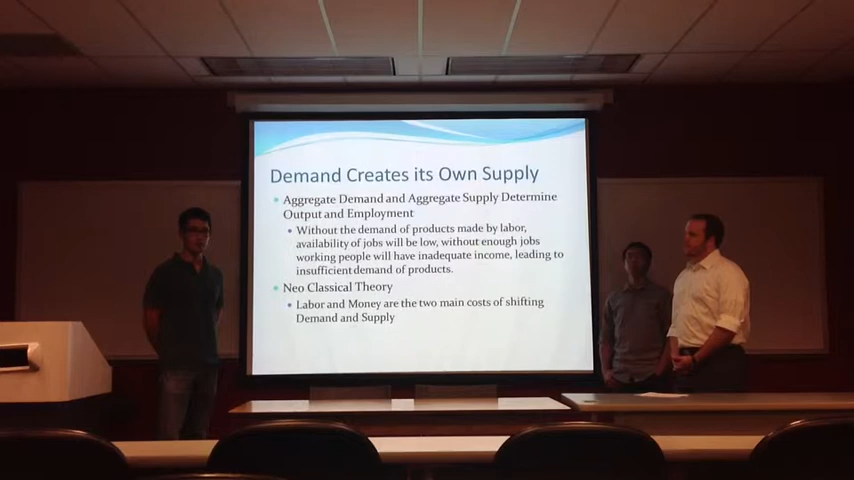 Demand Creates its Own Supply
Aggregate Demand and Aggregate Supply Determine
Output and Employment
Without the demand of products made by labor,
availability of jobs will be low, without enough jobs
working people will have inadequate income, leading to
insufficient demand of products.
Neo Classical Theory
Labor and Money are the two main costs of shifting
Demand and Supply